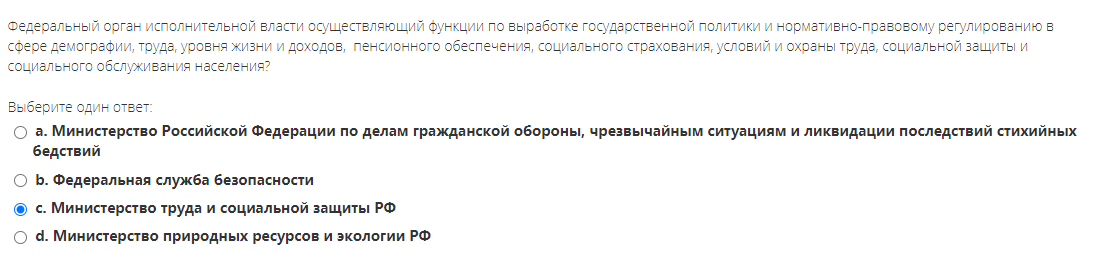 Федеральный орган исполнительной власти осуществляющий функции по выработке государственной политики и нормативно-правовому регулированию в
сфере демографии, труда, уровня жизни и доходов,  пенсионного обеспечения, социального страхования, условий и охраны труда, социальной защиты и
социального обслуживания населения?
Выберите один ответ:
a. Министерство Российской Федерации по делам гражданской обороны, чрезвычайным ситуациям и ликвидации последствий стихийных
бедствий
b. Федеральная служба безопасности
c. Министерство труда и социальной защиты РФ
d. Министерство природных ресурсов и экологии РФ